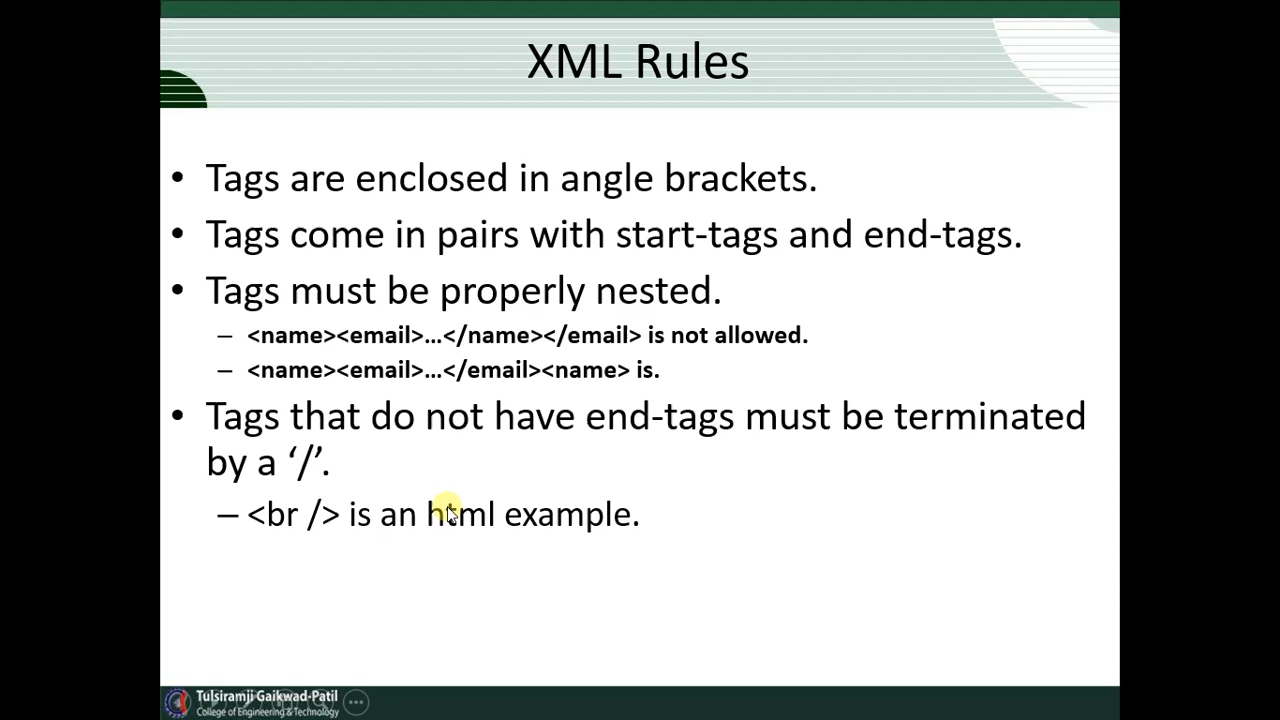 XML Rules
• Tags are enclosed in angle brackets.
• Tags come in pairs with start-tags and end-tags.
• Tags must be properly nested.
– <name><email>…</name></email> is not allowed.
– <name><email>…</email><name> is.
• Tags that do not have end-tags must be terminated
by a ‘/’.
– <br /> is an html example.
Tulsiramji Gaikwad-Patil
College of Engineering & Technology